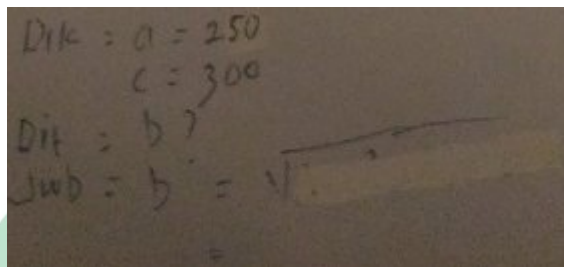 Dik : a = 250
c = 300
Dit : b ?
Jwb = b = √
=